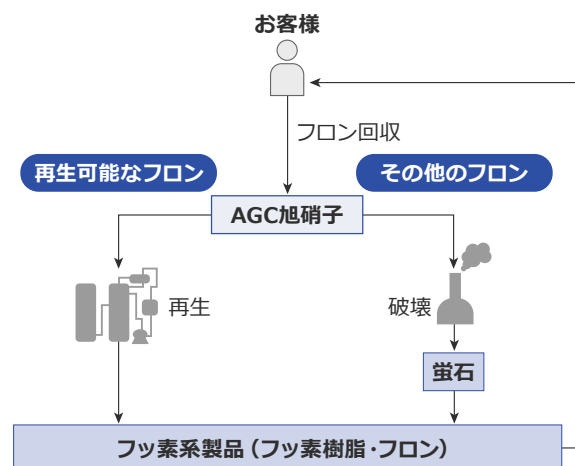 お客様
フロン回収
再生可能なフロン
その他のフロン
AGC旭硝子
再生
破壊
蛍石
フッ素系製品（フッ素樹脂・フロン）